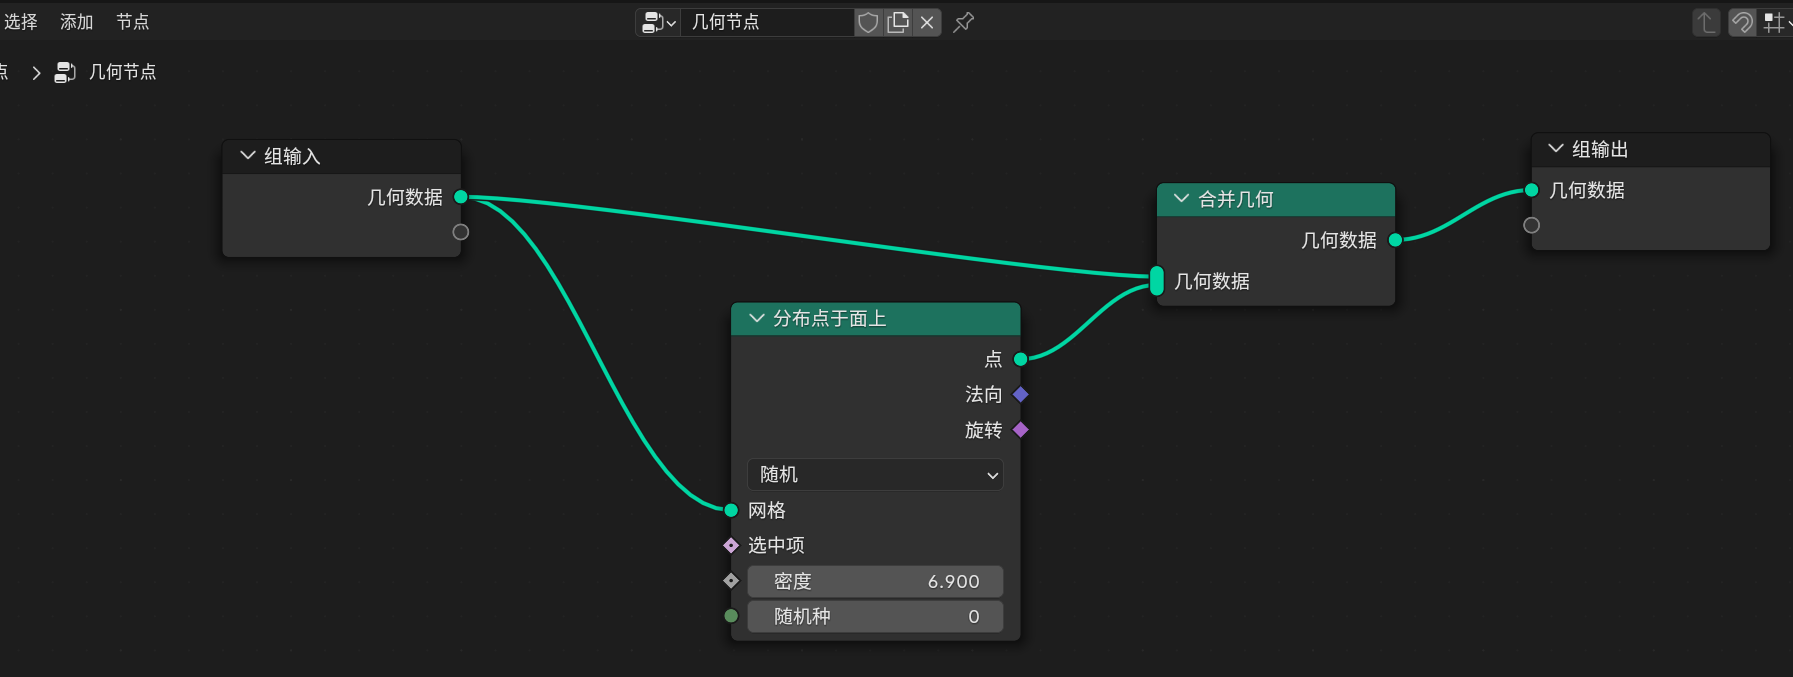 选择 添加 节点 几何节点
点 几何节点
组输入
几何数据
分布点于面上
点
法向
旋转
随机
网格
选中项
密度 6.900
随机种 0
合并几何
几何数据
几何数据
组输出
几何数据